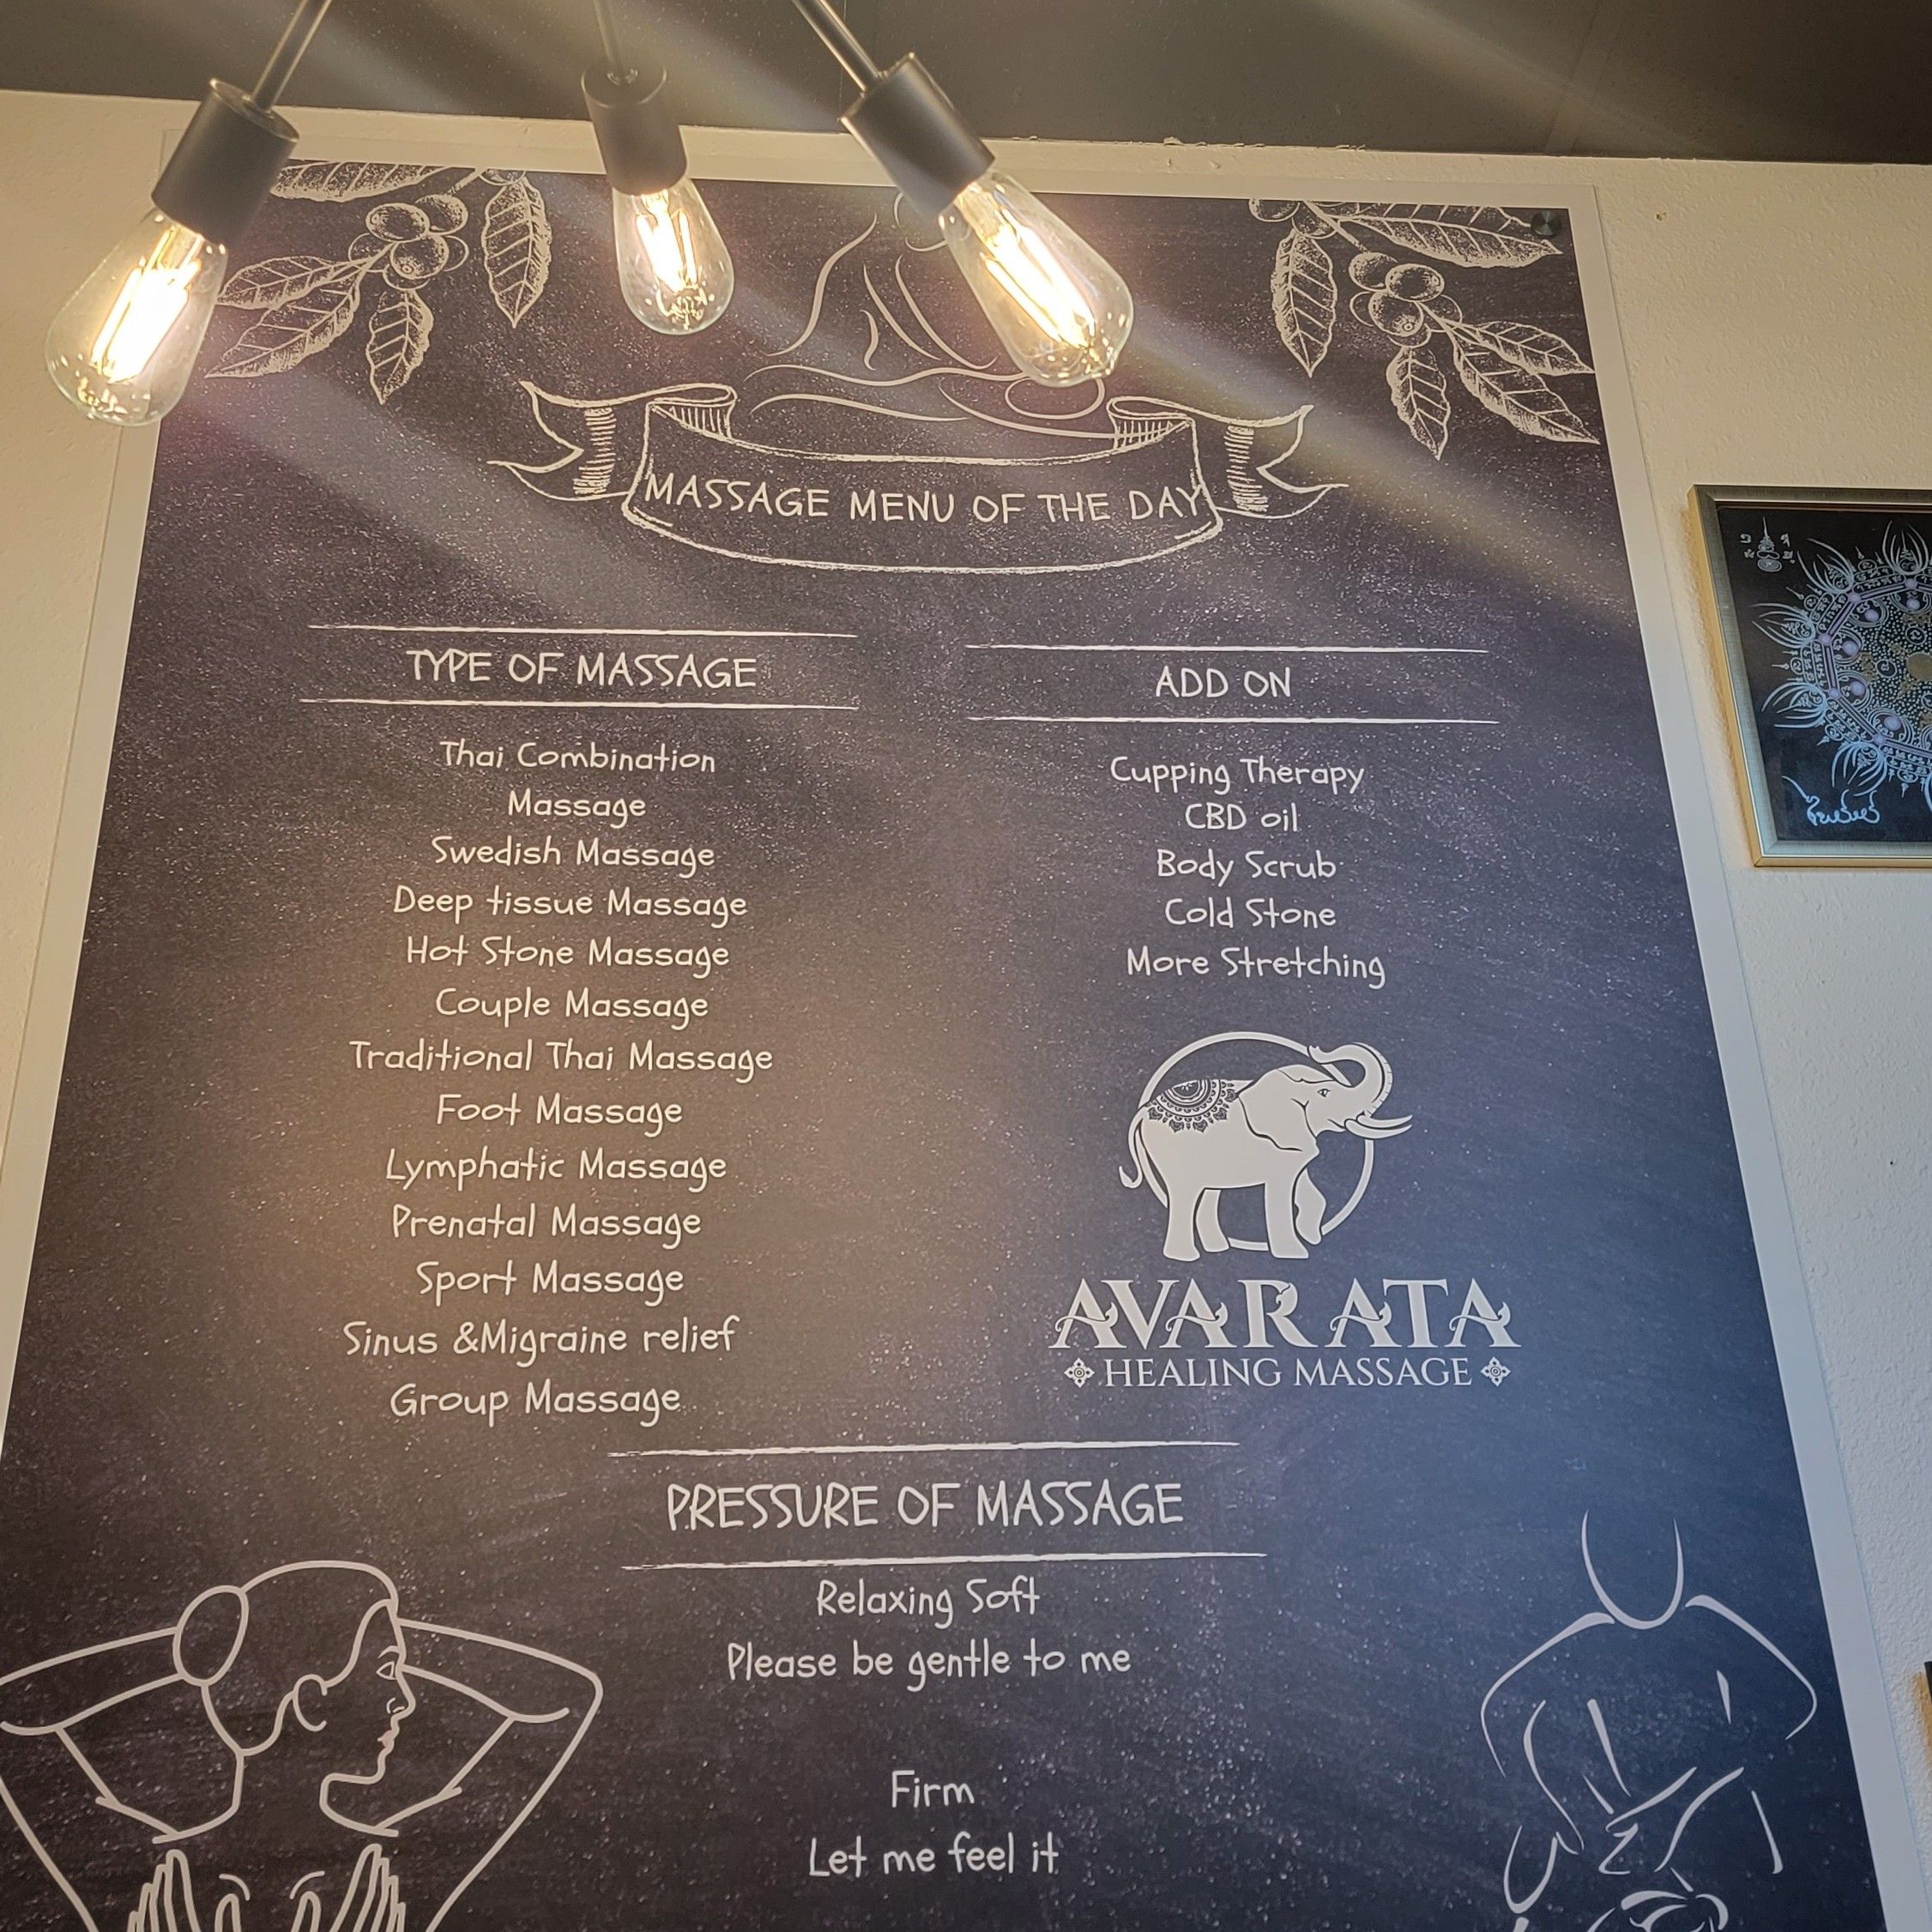 MASSAGE MENU OF THE DAY
TYPE OF MASSAGE
Thai Combination
Massage
Swedish Massage
Deep tissue Massage
Hot Stone Massage
Couple Massage
Traditional Thai Massage
Foot Massage
Lymphatic Massage
Prenatal Massage
Sport Massage
Sinus &Migraine relief
Group Massage
ADD ON
Cupping Therapy
CBD oil
Body Scrub
Cold Stone
More Stretching
AVARATA
HEALING MASSAGE
PRESSURE OF MASSAGE
Relaxing Soft
Please be gentle to me
Firm
Let me feel it